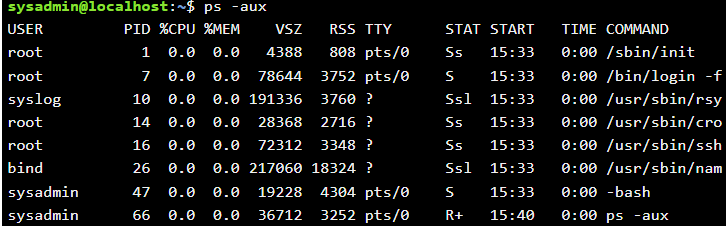 sysadmin@localhost:~$ ps -aux
USER PID %CPU %MEM VSZ RSS TTY STAT START TIME COMMAND
root 1 0.0 0.0 4388 808 pts/0 Ss 15:33 0:00 /sbin/init
root 7 0.0 0.0 78644 3752 pts/0 S 15:33 0:00 /bin/login -f
syslog 10 0.0 0.0 191336 3760 ? Ssl 15:33 0:00 /usr/sbin/rsy
root 14 0.0 0.0 28368 2716 ? Ss 15:33 0:00 /usr/sbin/cro
root 16 0.0 0.0 72312 3348 ? Ss 15:33 0:00 /usr/sbin/ssh
bind 26 0.0 0.0 217060 18324 ? Ssl 15:33 0:00 /usr/sbin/nam
sysadmin 47 0.0 0.0 19228 4304 pts/0 S 15:33 0:00 -bash
sysadmin 66 0.0 0.0 36712 3252 pts/0 R+ 15:40 0:00 ps -aux